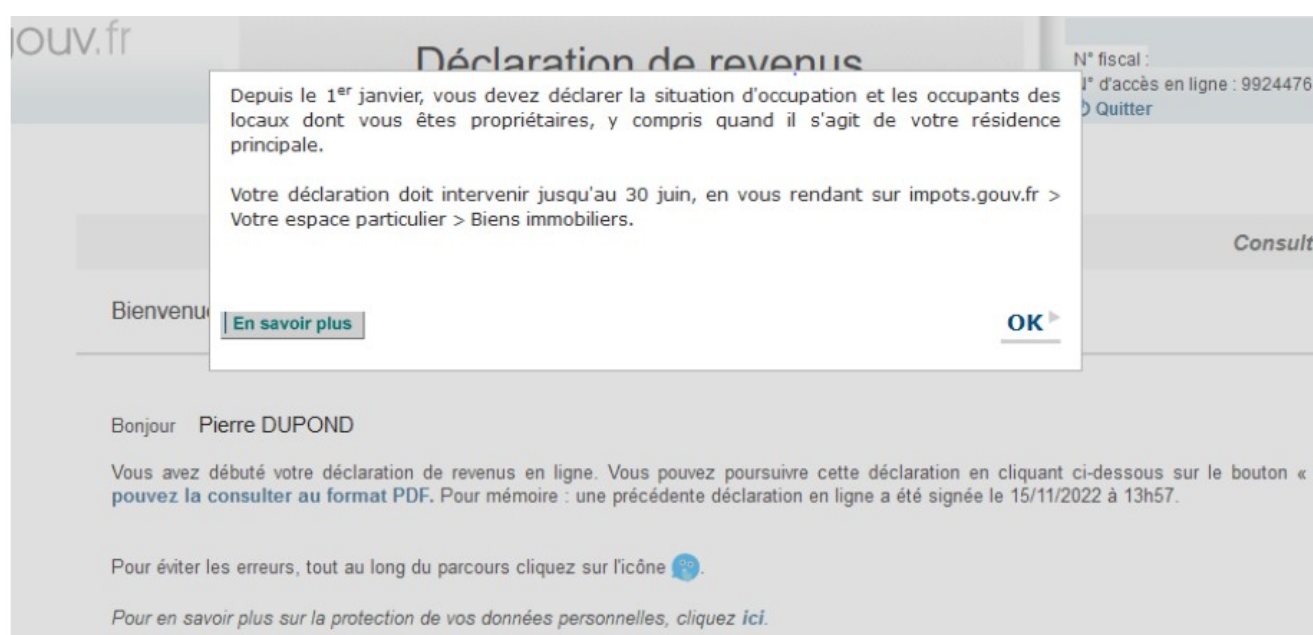 gouv.fr
Déclaration de revenus
N° fiscal :
N° d'accès en ligne : 9924476
Quitter
Depuis le 1er janvier, vous devez déclarer la situation d'occupation et les occupants des
locaux dont vous êtes propriétaires, y compris quand il s'agit de votre résidence
principale.
Votre déclaration doit intervenir jusqu'au 30 juin, en vous rendant sur impots.gouv.fr >
Votre espace particulier > Biens immobiliers.
Consult
Bienvenu
En savoir plus
OK
Bonjour Pierre DUPOND
Vous avez débuté votre déclaration de revenus en ligne. Vous pouvez poursuivre cette déclaration en cliquant ci-dessous sur le bouton «
pouvez la consulter au format PDF. Pour mémoire : une précédente déclaration en ligne a été signée le 15/11/2022 à 13h57.
Pour éviter les erreurs, tout au long du parcours cliquez sur l'icône .
Pour en savoir plus sur la protection de vos données personnelles, cliquez ici.